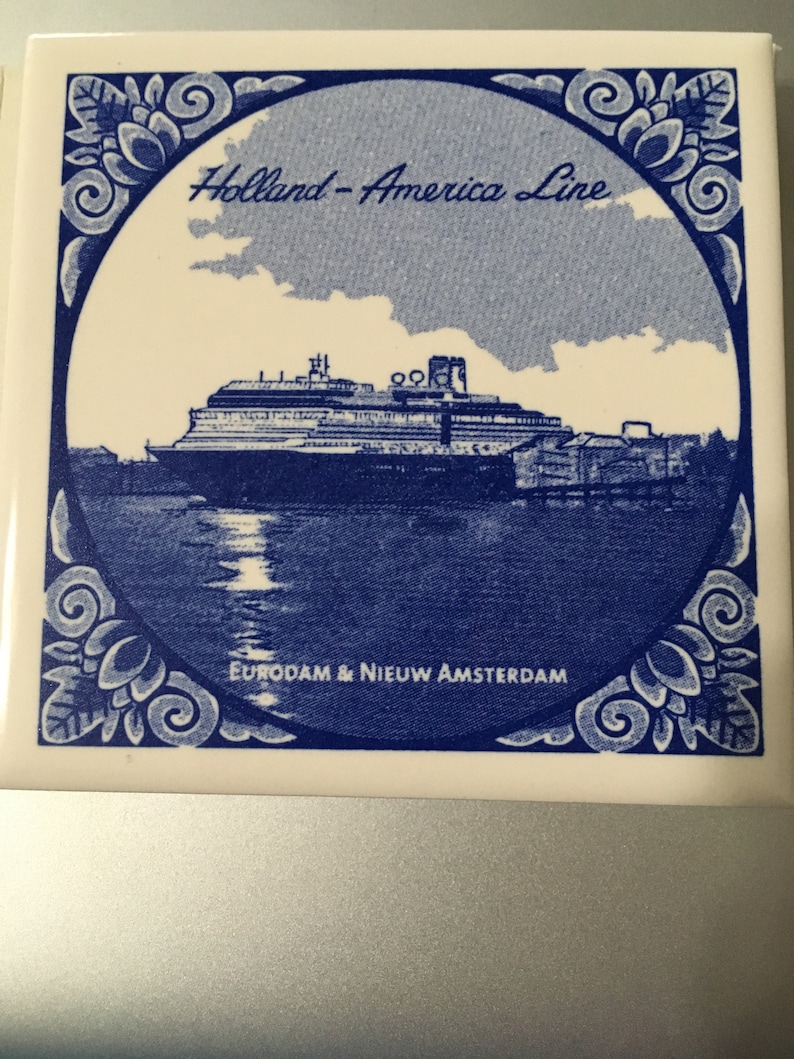 Holland-America Line
EURODAM & NIEUW AMSTERDAM